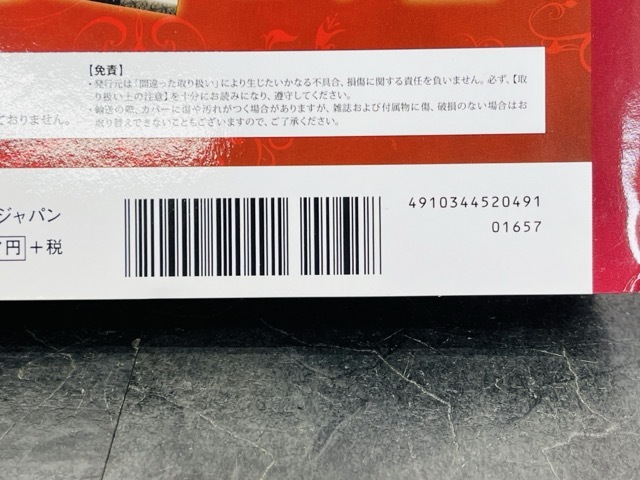 【免責】
・発行元は「間違った取り扱い」により生じたいかなる不具合、損傷に関する責任を負いません。必ず、【取
り扱い上の注意】を十分にお読みになり、遵守してください。
・輸送の際、カバーに傷や汚れがつく場合がありますが、雑誌および付属物に傷、破損のない場合はお
取り替えできないこともございますので、ご了承ください。
ておりません。
ジャパン
円+税
4910344520491
01657